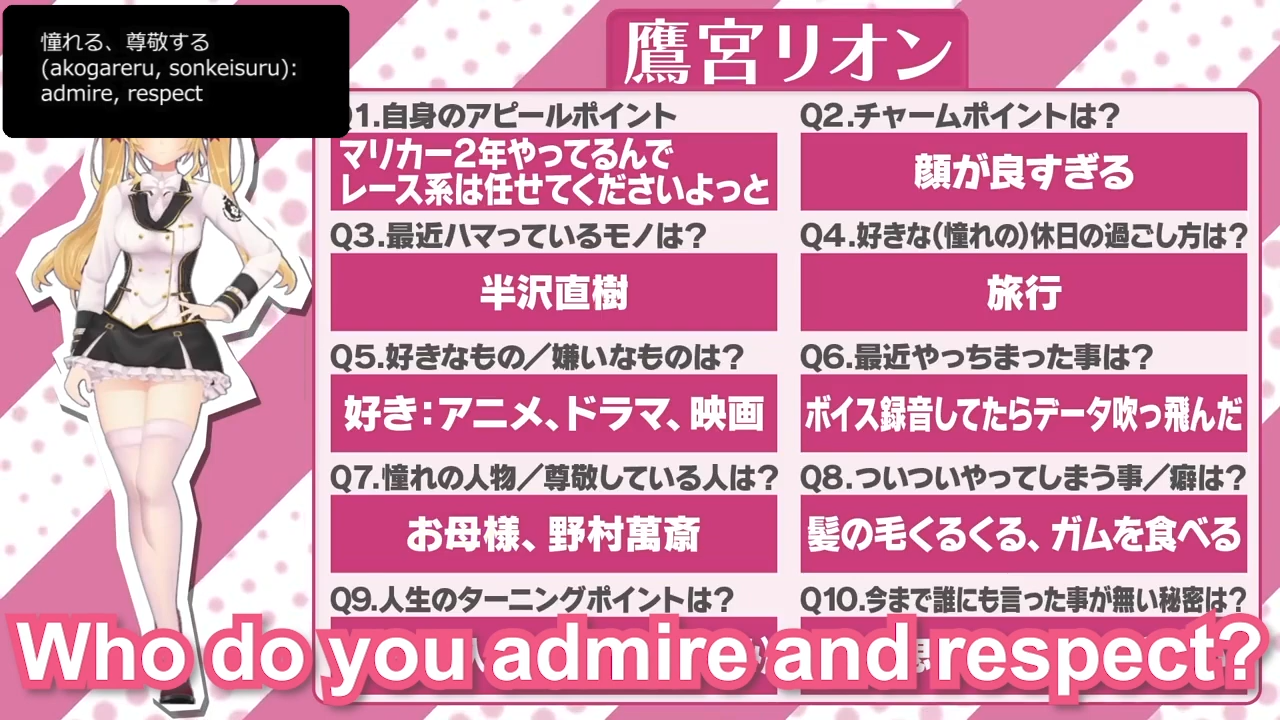 憧れる、尊敬する
(akogareru, sonkeisuru):
admire, respect
鷹宮リオン
Q1.自身のアピールポイント
マリカー2年やってるんで
レース系は任せてくださいよっと
Q2.チャームポイントは?
顔が良すぎる
Q3.最近ハマっているモノは?
半沢直樹
Q4.好きな(憧れの)休日の過ごし方は?
旅行
Q5.好きなもの/嫌いなものは?
好き:アニメ、ドラマ、映画
Q6.最近やっちまった事は?
ボイス録音してたらデータ吹っ飛んだ
Q7.憧れの人物/尊敬している人は?
お母様、野村萬斎
Q8.ついついやってしまう事/癖は?
髪の毛くるくる、ガムを食べる
Q9.人生のターニングポイントは?
Q10.今まで誰にも言った事が無い秘密は?
Who do you admire and respect?